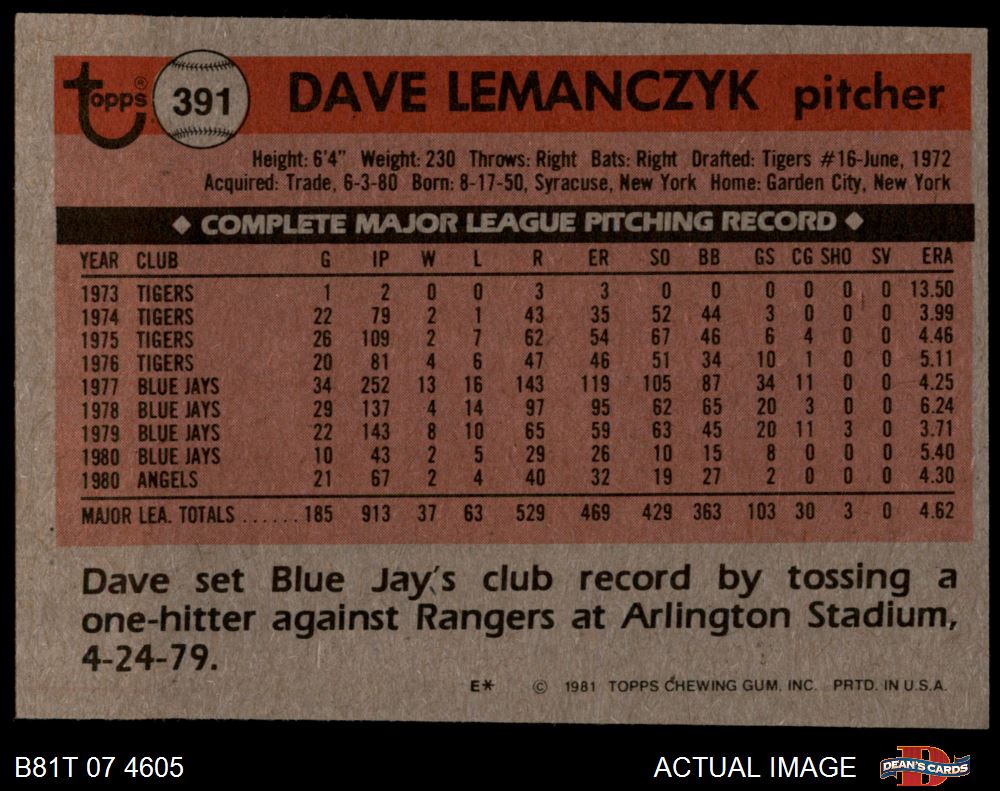 topps® 391 DAVE LEMANCZYK pitcher
Height: 6'4" Weight: 230 Throws: Right Bats: Right Drafted: Tigers #16-June, 1972
Acquired: Trade, 6-3-80 Born: 8-17-50, Syracuse, New York Home: Garden City, New York
◆ COMPLETE MAJOR LEAGUE PITCHING RECORD ◆
YEAR CLUB G IP W L R ER SO BB GS CG SHO SV ERA
1973 TIGERS 1 2 0 0 3 3 0 0 0 0 0 0 13.50
1974 TIGERS 22 79 2 1 43 35 52 44 3 0 0 0 3.99
1975 TIGERS 26 109 2 7 62 54 67 46 6 4 0 0 4.46
1976 TIGERS 20 81 4 6 47 46 51 34 10 1 0 0 5.11
1977 BLUE JAYS 34 252 13 16 143 119 105 87 34 11 0 0 4.25
1978 BLUE JAYS 29 137 4 14 97 95 62 65 20 3 0 0 6.24
1979 BLUE JAYS 22 143 8 10 65 59 63 45 20 11 3 0 3.71
1980 BLUE JAYS 10 43 2 5 29 26 10 15 8 0 0 0 5.40
1980 ANGELS 21 67 2 4 40 32 19 27 2 0 0 0 4.30
MAJOR LEA. TOTALS ...... 185 913 37 63 529 469 429 363 103 30 3 0 4.62
Dave set Blue Jay's club record by tossing a
one-hitter against Rangers at Arlington Stadium,
4-24-79.
E* © 1981 TOPPS CHEWING GUM, INC. PRTD. IN U.S.A.
B81T 07 4605 ACTUAL IMAGE D DEAN'S CARDS